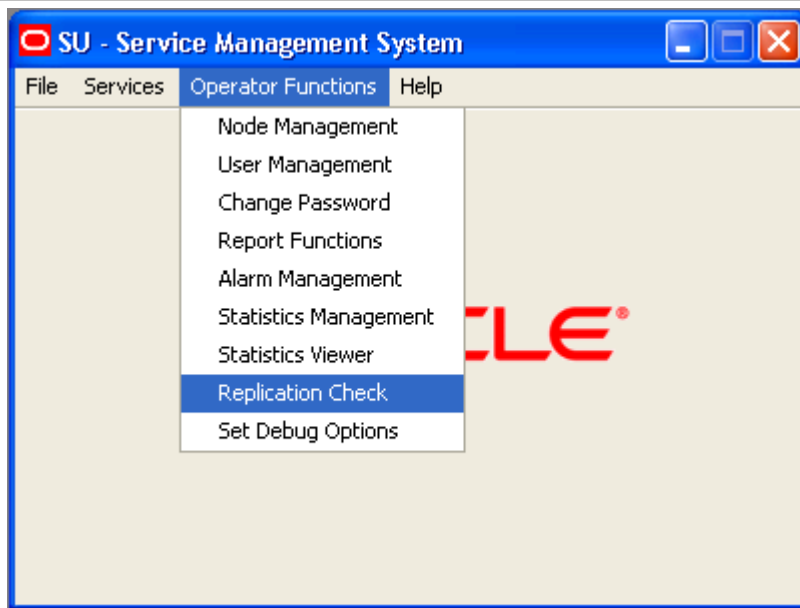 SU - Service Management System
File Services Operator Functions Help
Node Management
User Management
Change Password
Report Functions
Alarm Management
Statistics Management
Statistics Viewer
Replication Check
Set Debug Options
CLE®